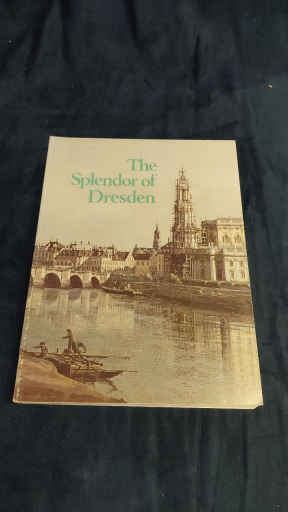 The
Splendor of
Dresden